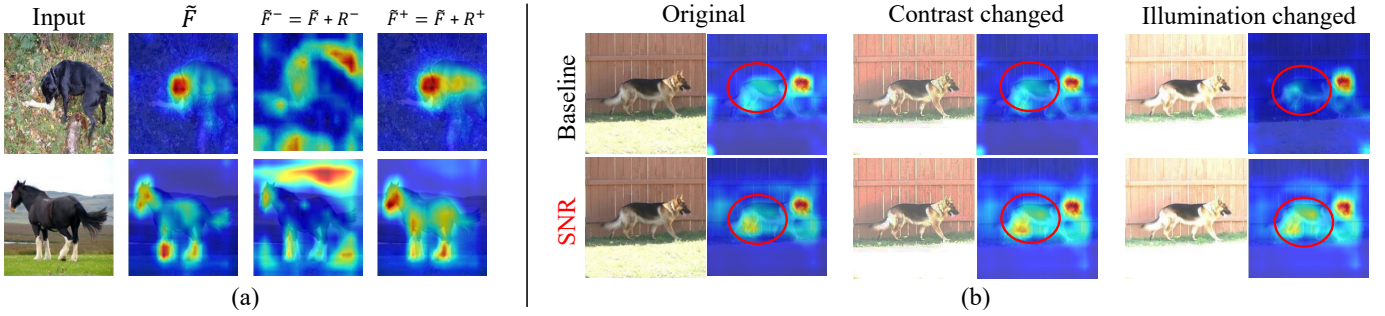 Input F̃ F̃⁻ = F̃ + R⁻ F̃⁺ = F̃ + R⁺
(a)
Original Contrast changed Illumination changed
Baseline
SNR
(b)